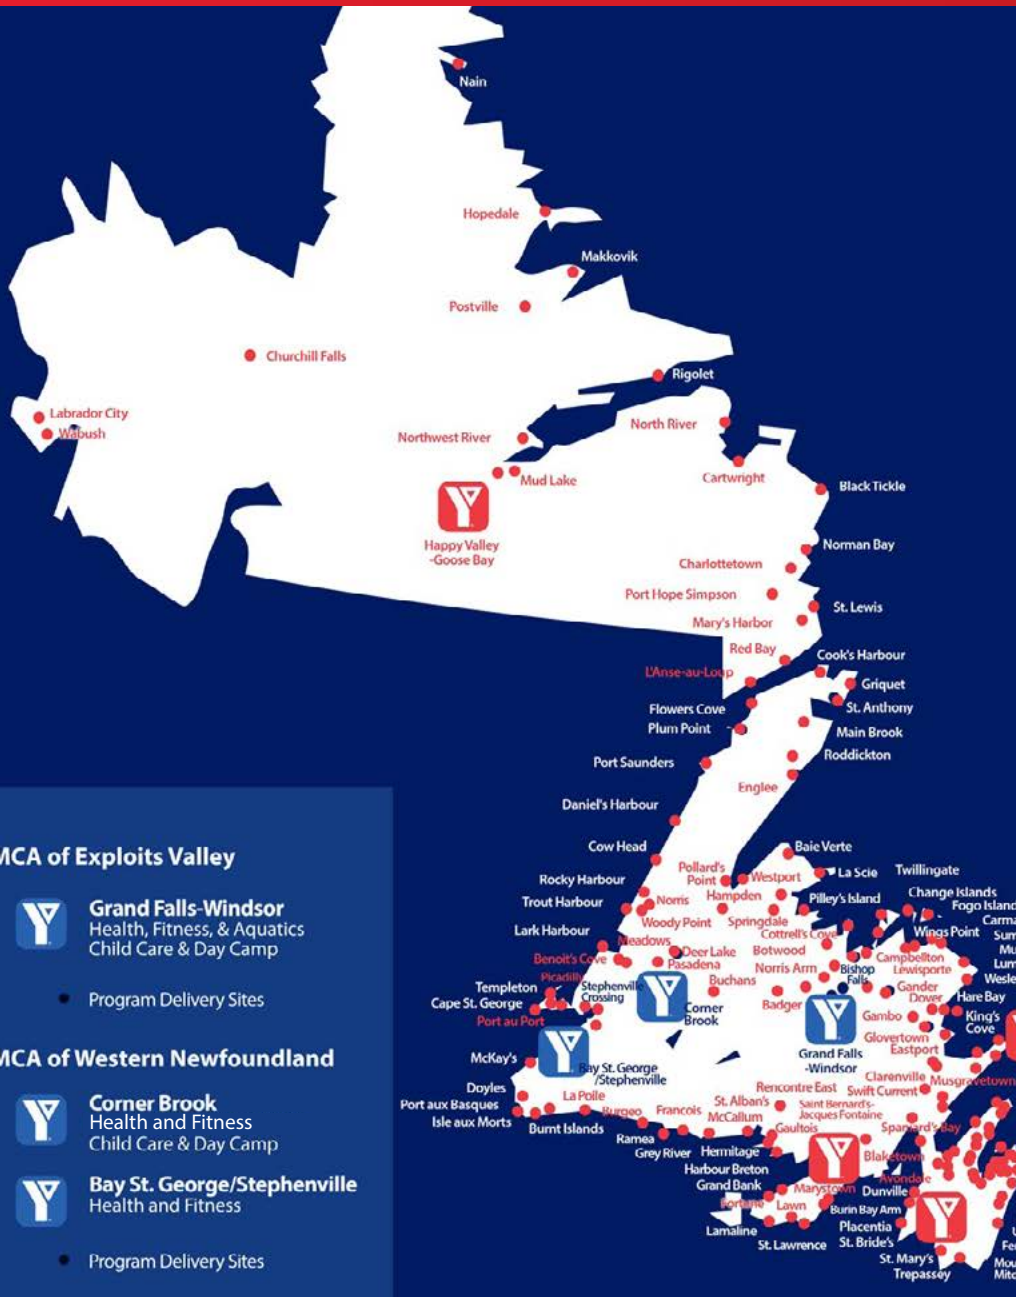 Nain
Hopedale
Makkovik
Postville
Churchill Falls
Rigolet
Labrador City
Wabush
North River
Northwest River
Mud Lake
Cartwright
Black Tickle
Happy Valley
-Goose Bay
Norman Bay
Charlottetown
Port Hope Simpson
St. Lewis
Mary's Harbor
Red Bay
Cook's Harbour
L'Anse-au-Loup
Griquet
Flowers Cove
St. Anthony
Plum Point
Main Brook
Roddickton
Port Saunders
Englee
Daniel's Harbour
Cow Head
Baie Verte
Pollard's
Point
Westport
La Scie
Twillingate
Rocky Harbour
Hampden
Pilley's Island
Change Islands
Trout Harbour
Norris
Fogo Island
Woody Point
Springdale
Carma
Lark Harbour
Meadows
Cottrell's Cove
Wings Point
Sum
Mu
Benoit's Cove
Deer Lake
Pasadena
Botwood
Campbellton
Lewisporte
Lum
Picadilly
Buchans
Norris Arm
Bishop
Falls
Wesle
Templeton
Stephenville
Crossing
Gander
Dover
Hare Bay
Cape St. George
Corner
Brook
Badger
Gambo
King's
Cove
Port au Port
Glovertown
Eastport
Grand Falls
-Windsor
McKay's
Bay St. George
/Stephenville
Clarenville
Musgravetown
Doyles
La Poile
Rencontre East
Swift Current
Port aux Basques
Burgeo
Francois
St. Alban's
McCallum
Saint Bernard's-
Jacques Fontaine
Isle aux Morts
Burnt Islands
Gaultois
Spanard's Bay
Ramea
Grey River
Hermitage
Blaketown
Harbour Breton
Grand Bank
Marystown
Avondale
Dunville
Fortune
Lawn
Burin Bay Arm
Lamaline
Placentia
St. Lawrence
St. Bride's
St. Mary's
Trepassey
Fe
Mou
Mitc
MCA of Exploits Valley
Grand Falls-Windsor
Health, Fitness, & Aquatics
Child Care & Day Camp
Program Delivery Sites
MCA of Western Newfoundland
Corner Brook
Health and Fitness
Child Care & Day Camp
Bay St. George/Stephenville
Health and Fitness
Program Delivery Sites